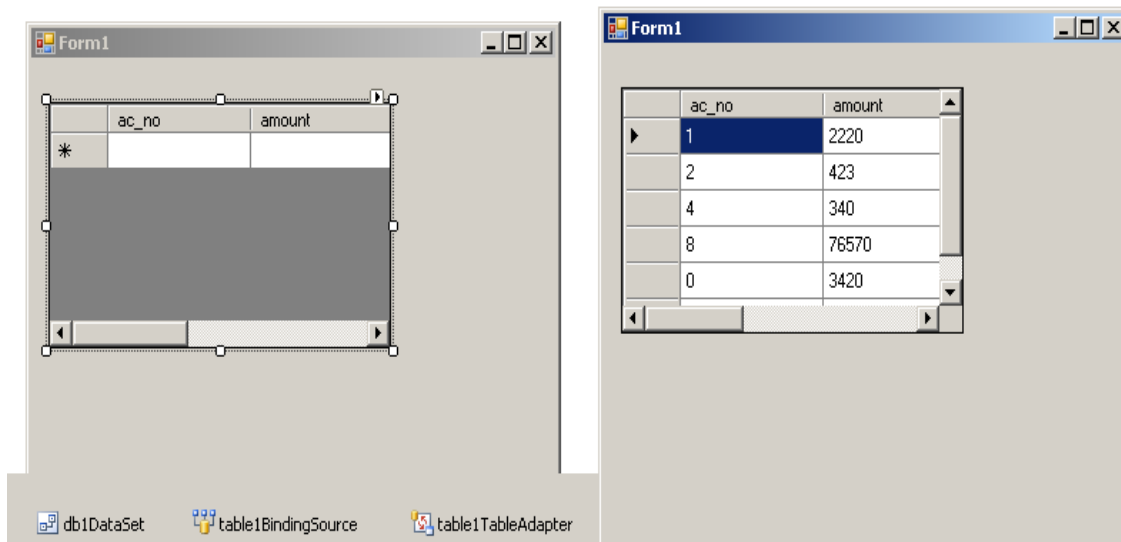 Form1
ac_no amount
db1DataSet table1BindingSource table1TableAdapter
Form1
ac_no amount
1 2220
2 423
4 340
8 76570
0 3420